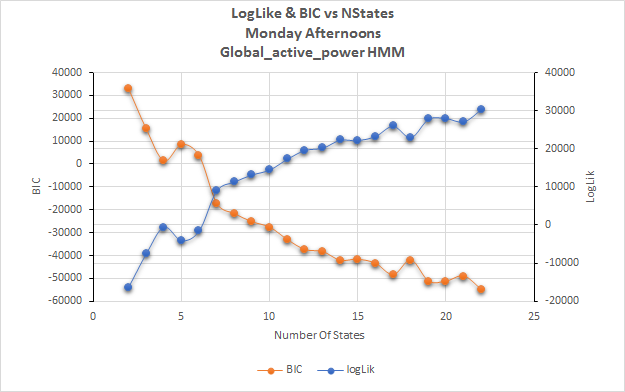 LogLike & BIC vs NStates
Monday Afternoons
Global_active_power HMM
40000
30000
20000
10000
0
-10000
-20000
-30000
-40000
-50000
-60000
BIC
40000
30000
20000
10000
0
-10000
-20000
LogLik
0 5 10 15 20 25
Number Of States
BIC logLik